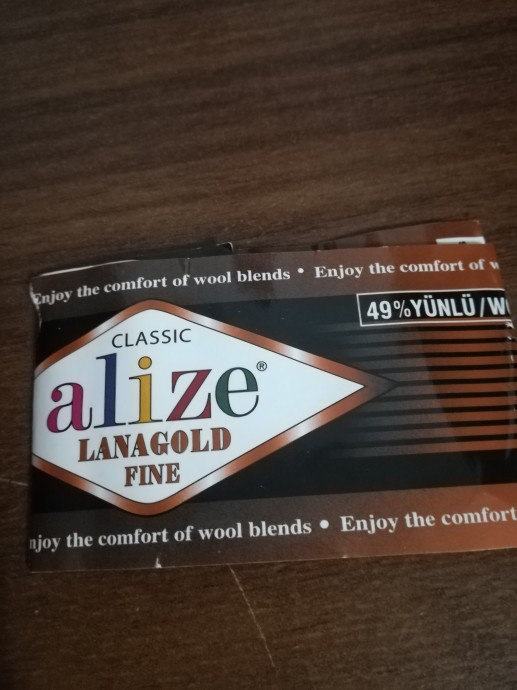 Enjoy the comfort of wool blends • Enjoy the comfort of
49%YÜNLÜ/
CLASSIC
alize®
LANAGOLD
FINE
njoy the comfort of wool blends • Enjoy the comfort